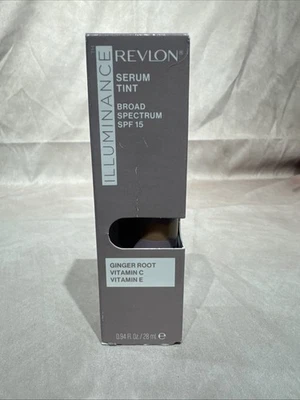 ILLUMINANCE
REVLON®
SERUM
TINT
BROAD
SPECTRUM
SPF 15
GINGER ROOT
VITAMIN C
VITAMIN E
0.94 Fl Oz / 28 ml ℮